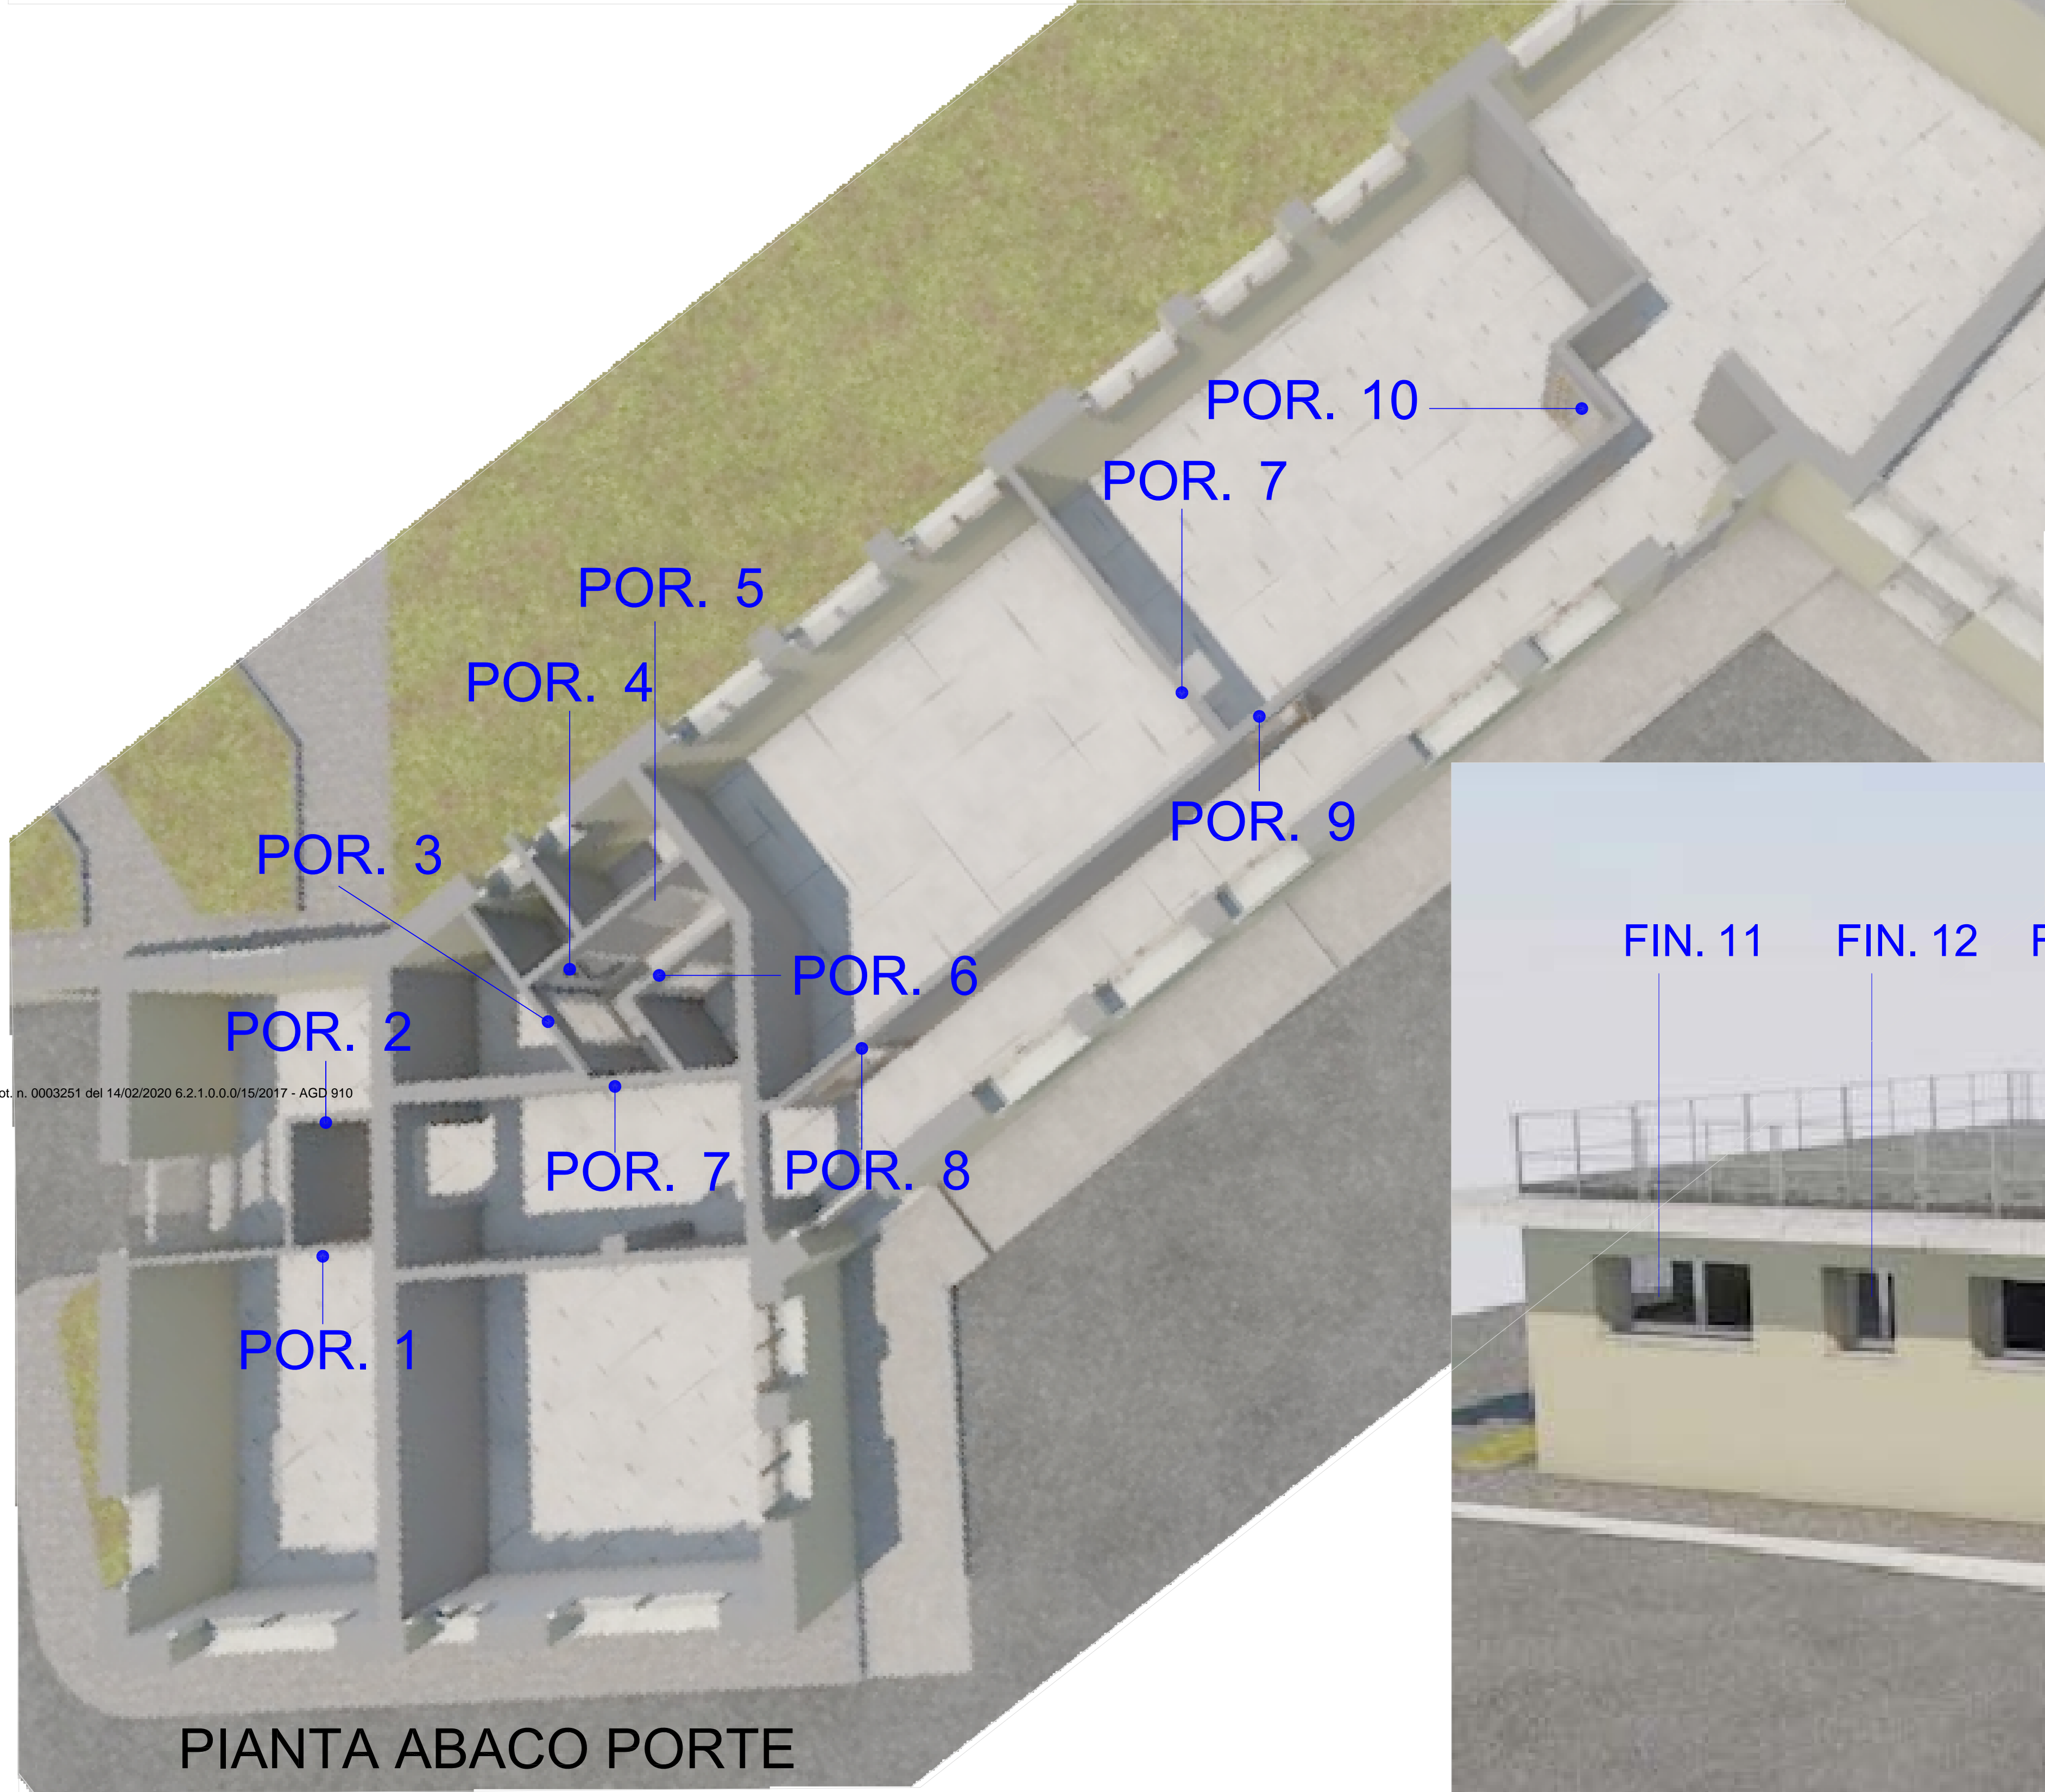 POR. 10
POR. 7
POR. 5
POR. 4
POR. 9
POR. 3
FIN. 11
FIN. 12
F
POR. 6
POR. 2
ot. n. 0003251 del 14/02/2020 6.2.1.0.0.0/15/2017 - AGD 910
POR. 7
POR. 8
POR. 1
PIANTA ABACO PORTE